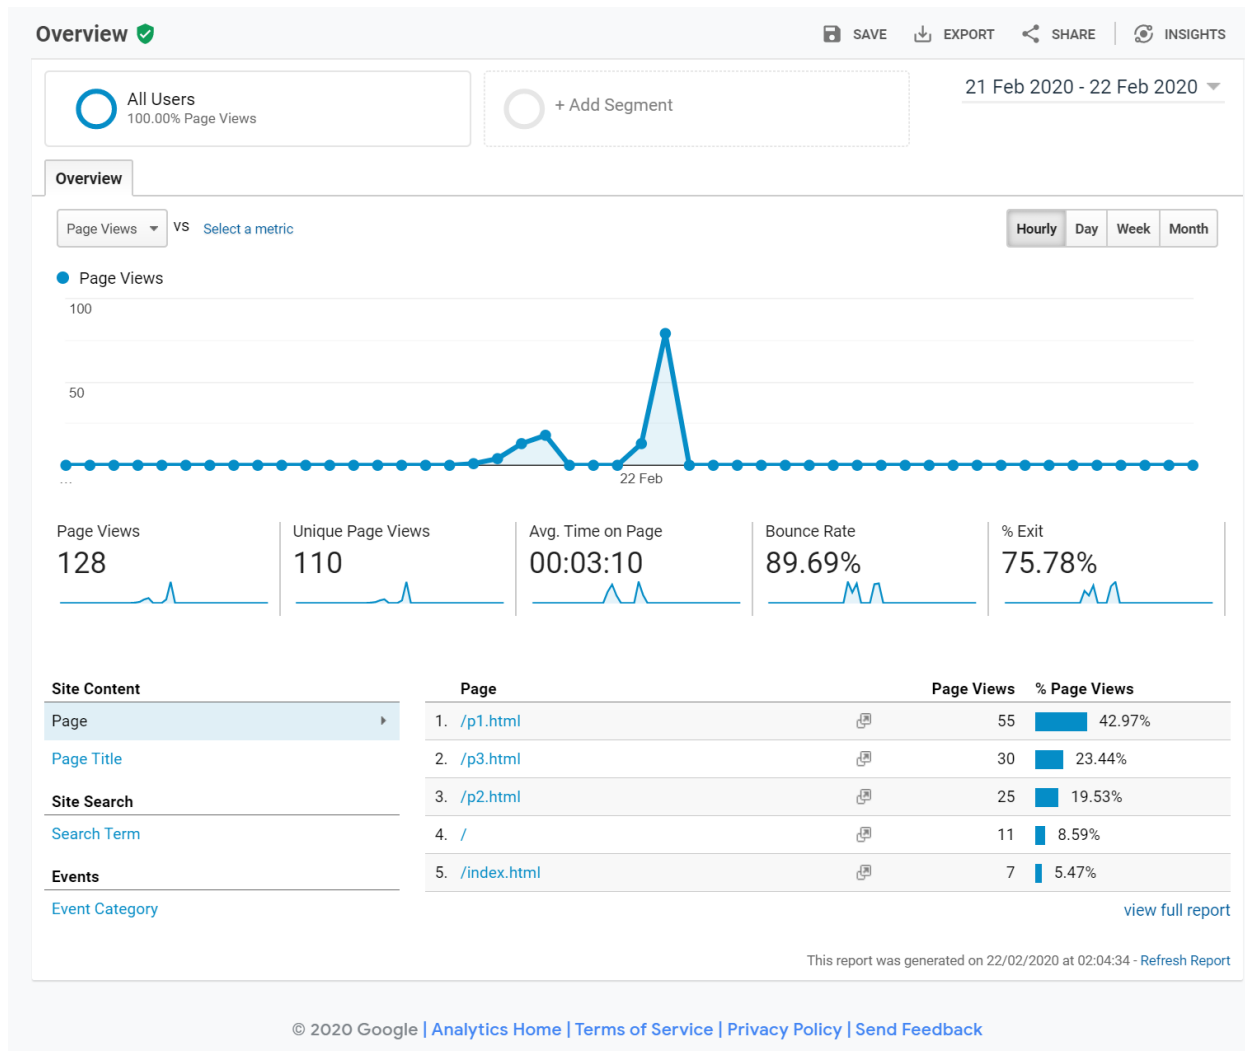 Overview
SAVE EXPORT SHARE INSIGHTS
All Users
100.00% Page Views
+ Add Segment
21 Feb 2020 - 22 Feb 2020
Overview
Page Views VS Select a metric
Hourly Day Week Month
Page Views
100
50
...
22 Feb
Page Views
128
Unique Page Views
110
Avg. Time on Page
00:03:10
Bounce Rate
89.69%
% Exit
75.78%
Site Content
Page
Page Title
Site Search
Search Term
Events
Event Category
Page Page Views % Page Views
1. /p1.html 55 42.97%
2. /p3.html 30 23.44%
3. /p2.html 25 19.53%
4. / 11 8.59%
5. /index.html 7 5.47%
view full report
This report was generated on 22/02/2020 at 02:04:34 - Refresh Report
© 2020 Google | Analytics Home | Terms of Service | Privacy Policy | Send Feedback